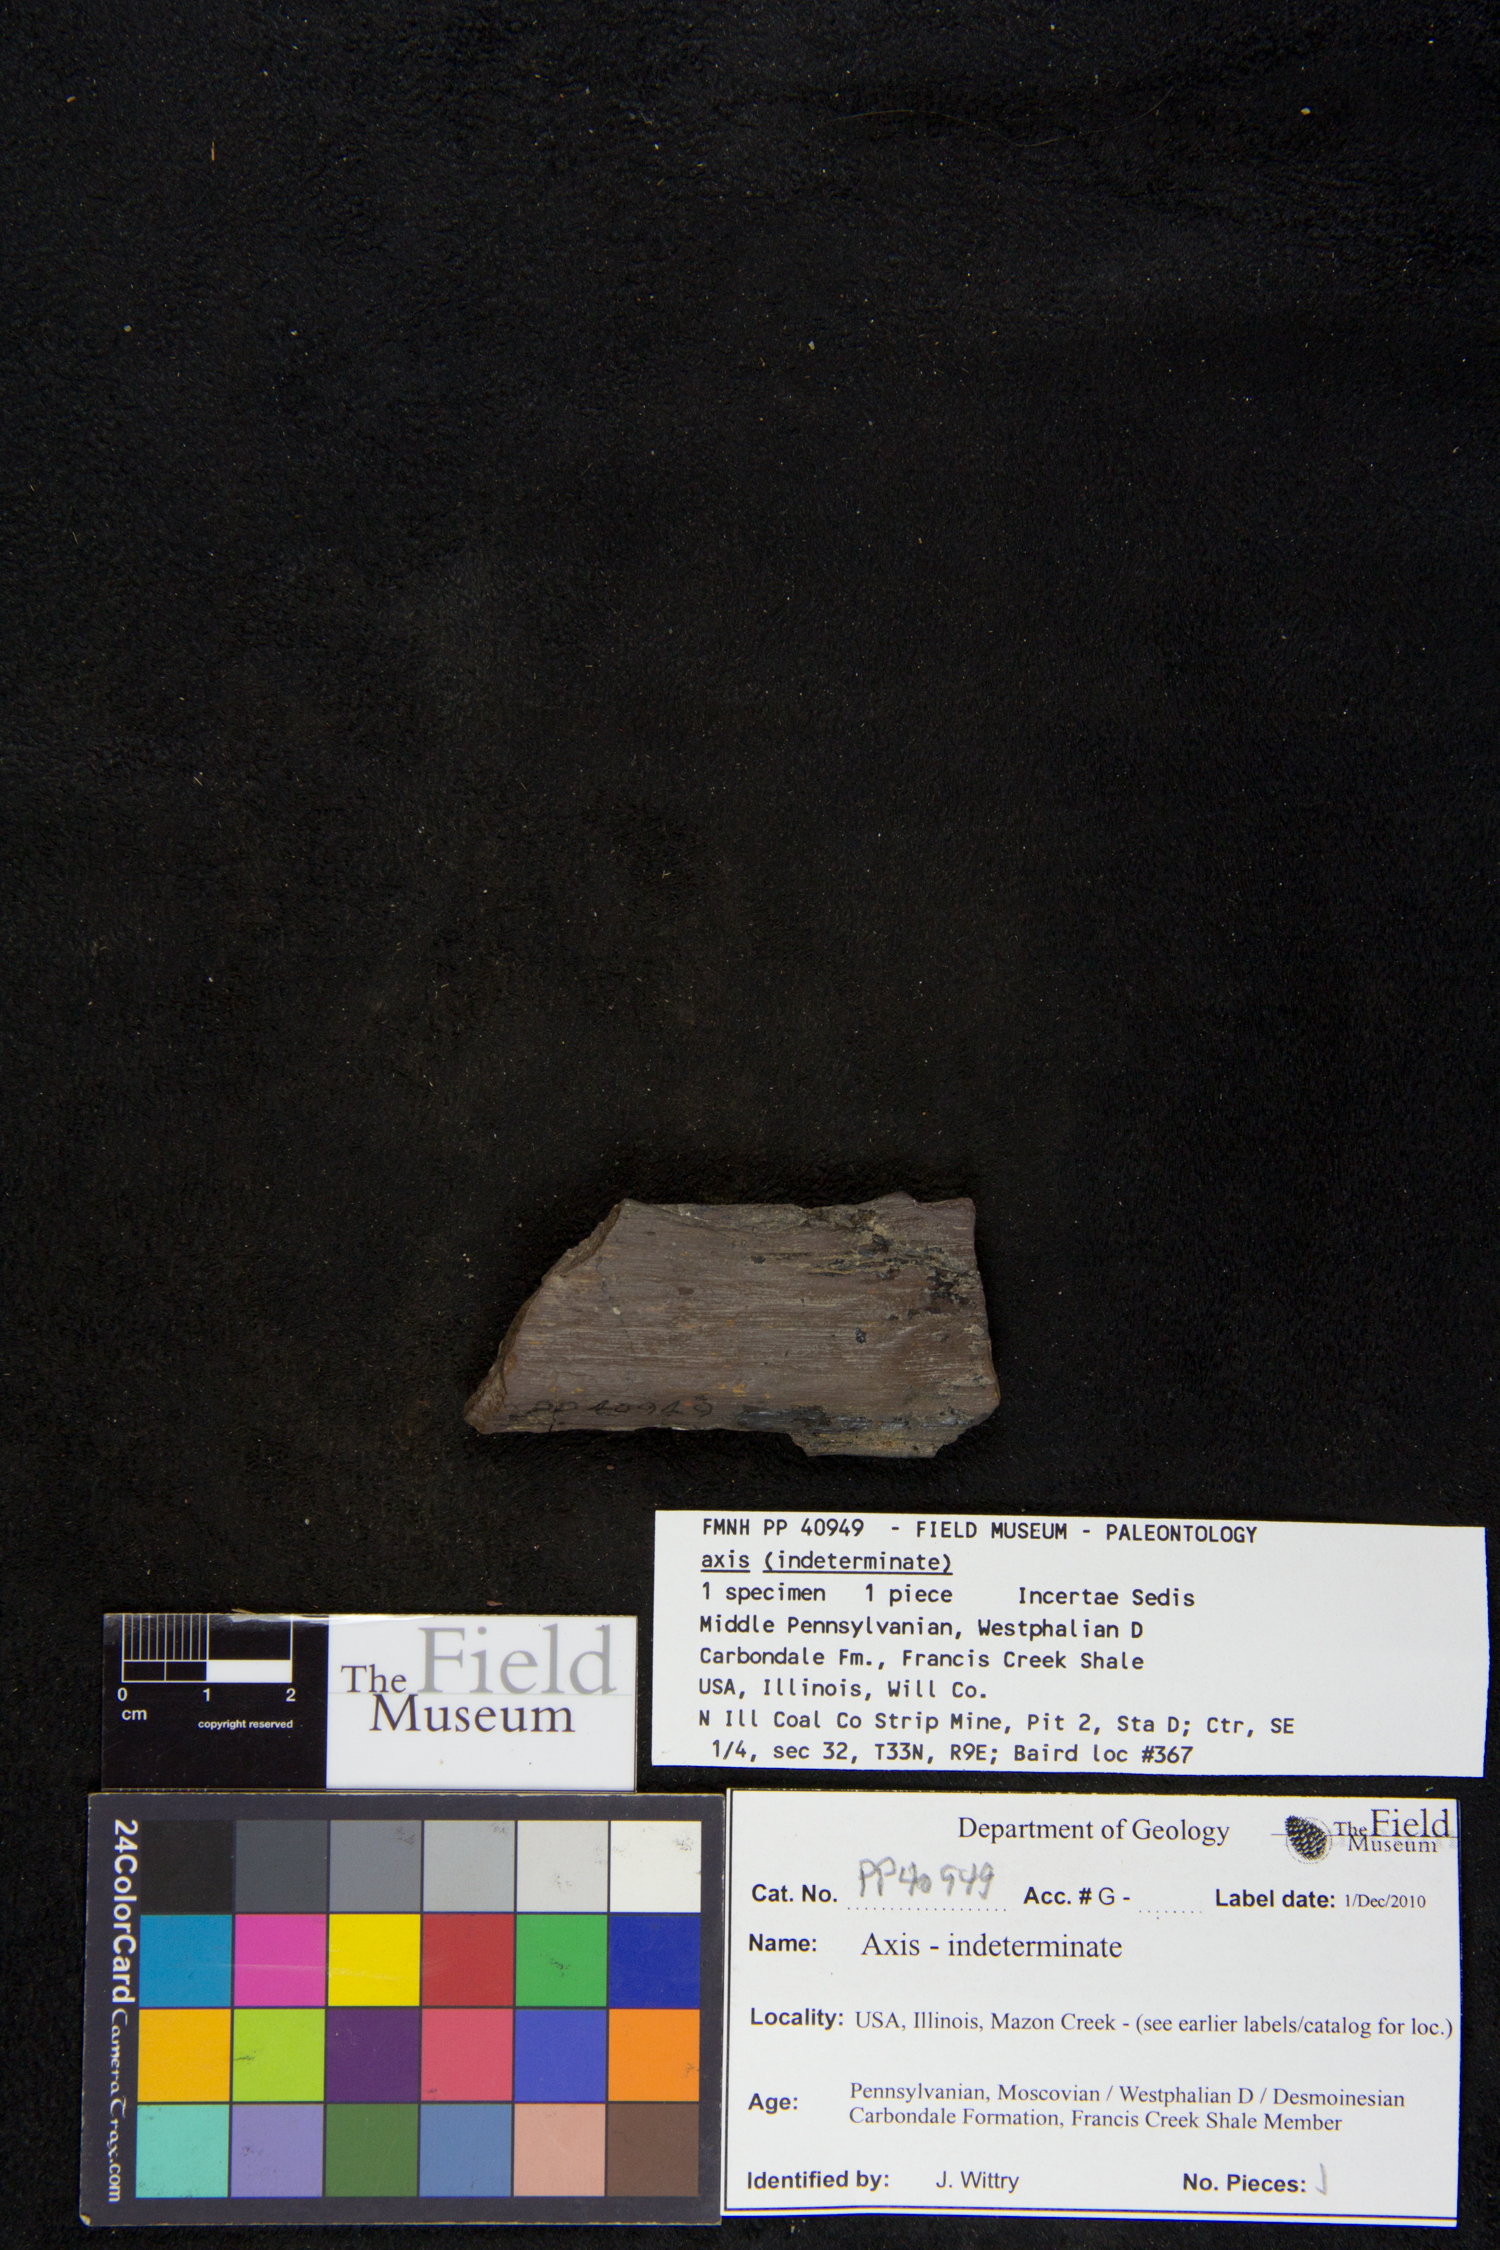 PP 40949
FMNH PP 40949 - FIELD MUSEUM - PALEONTOLOGY
axis (indeterminate)
1 specimen 1 piece Incertae Sedis
Middle Pennsylvanian, Westphalian D
Carbondale Fm., Francis Creek Shale
USA, Illinois, Will Co.
N Ill Coal Co Strip Mine, Pit 2, Sta D; Ctr, SE
1/4, sec 32, T33N, R9E; Baird loc #367
0 1 2
cm
copyright reserved
The Field
Museum
24ColorCard CameraTrax.com
Department of Geology
The Field
Museum
Cat. No. PP40949 Acc. # G - Label date: 1/Dec/2010
Name: Axis - indeterminate
Locality: USA, Illinois, Mazon Creek - (see earlier labels/catalog for loc.)
Age: Pennsylvanian, Moscovian / Westphalian D / Desmoinesian
Carbondale Formation, Francis Creek Shale Member
Identified by: J. Wittry No. Pieces: 1